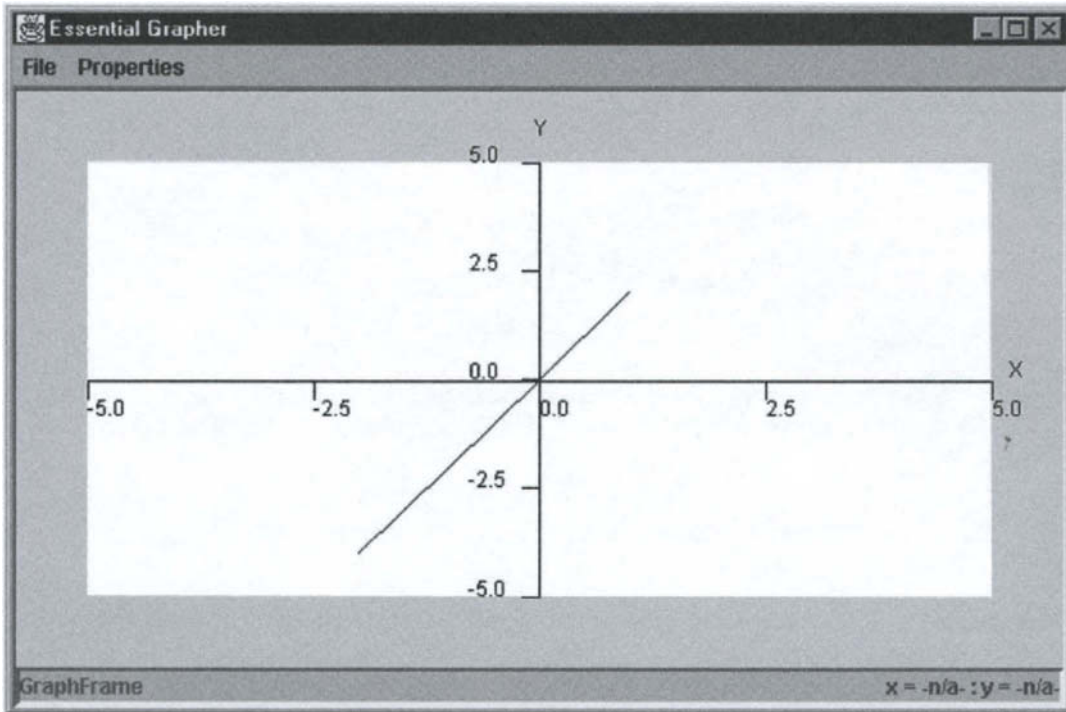 Essential Grapher
File Properties
Y
5.0
2.5
0.0
X
-5.0 -2.5 0.0 2.5 5.0
-2.5
-5.0
GraphFrame x = -n/a- : y = -n/a-